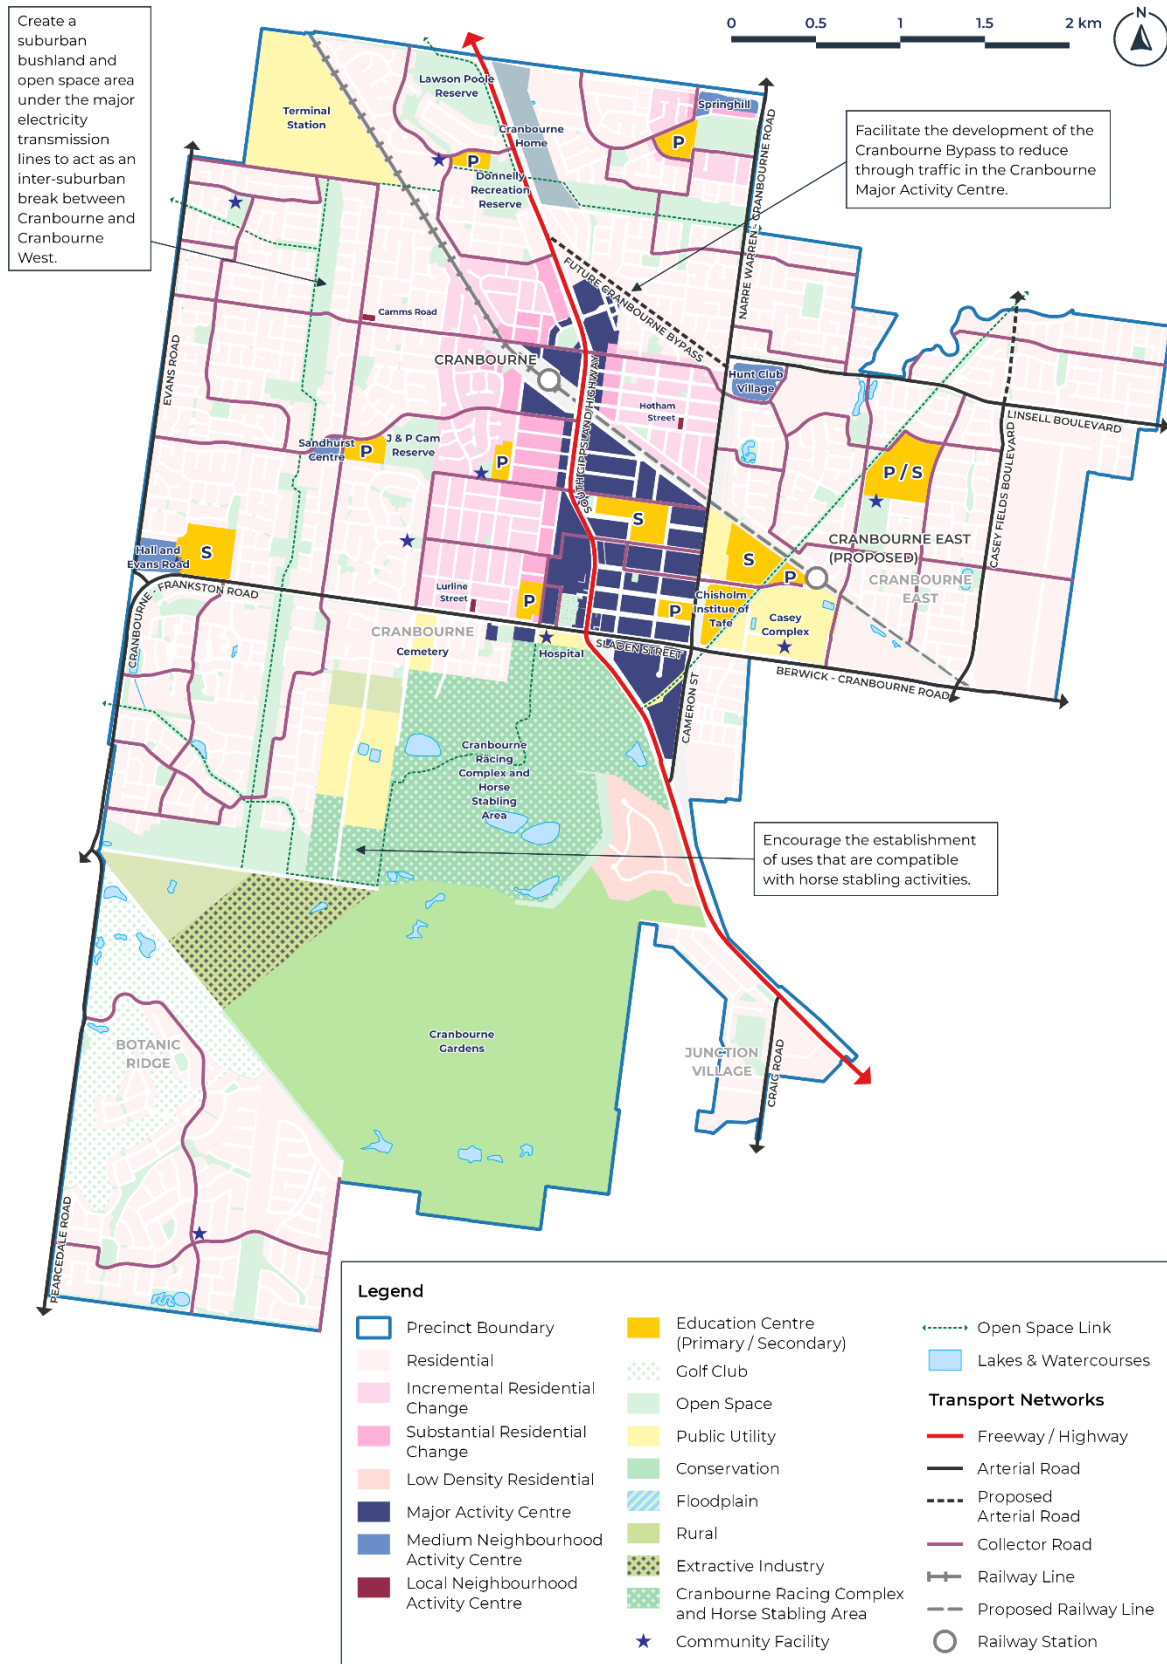 Create a
suburban
bushland and
open space area
under the major
electricity
transmission
lines to act as an
inter-suburban
break between
Cranbourne and
Cranbourne
West.
0 0.5 1 1.5 2 km
N
Facilitate the development of the
Cranbourne Bypass to reduce
through traffic in the Cranbourne
Major Activity Centre.
Lawson Poole
Reserve
Terminal
Station
Cranbourne
Home
Springhill
P
P
Donnelly
Recreation
Reserve
NARRE WARREN - CRANBOURNE ROAD
FUTURE CRANBOURNE BYPASS
Camms Road
CRANBOURNE
EVANS ROAD
SOUTH GIPPSLAND HIGHWAY
Hunt Club
Village
Hotham
Street
LINSELL BOULEVARD
CASEY FIELDS BOULEVARD
Sandhurst
Centre
P
J & P Cam
Reserve
P
P / S
S
Hall and
Evans Road
S
CRANBOURNE EAST
(PROPOSED)
CRANBOURNE
EAST
S
P
Chisholm
Institue of
Tafe
Casey
Complex
Lurline
Street
P
P
CRANBOURNE - FRANKSTON ROAD
CRANBOURNE
Cemetery
Hospital
SLADEN STREET
BERWICK - CRANBOURNE ROAD
CAMERON ST
Cranbourne
Racing
Complex and
Horse
Stabling
Area
Encourage the establishment
of uses that are compatible
with horse stabling activities.
Cranbourne
Gardens
BOTANIC
RIDGE
JUNCTION
VILLAGE
CRAIG ROAD
PEARCEDALE ROAD
Legend
Precinct Boundary
Residential
Incremental Residential
Change
Substantial Residential
Change
Low Density Residential
Major Activity Centre
Medium Neighbourhood
Activity Centre
Local Neighbourhood
Activity Centre
Education Centre
(Primary / Secondary)
Golf Club
Open Space
Public Utility
Conservation
Floodplain
Rural
Extractive Industry
Cranbourne Racing Complex
and Horse Stabling Area
Community Facility
Open Space Link
Lakes & Watercourses
Transport Networks
Freeway / Highway
Arterial Road
Proposed
Arterial Road
Collector Road
Railway Line
Proposed Railway Line
Railway Station